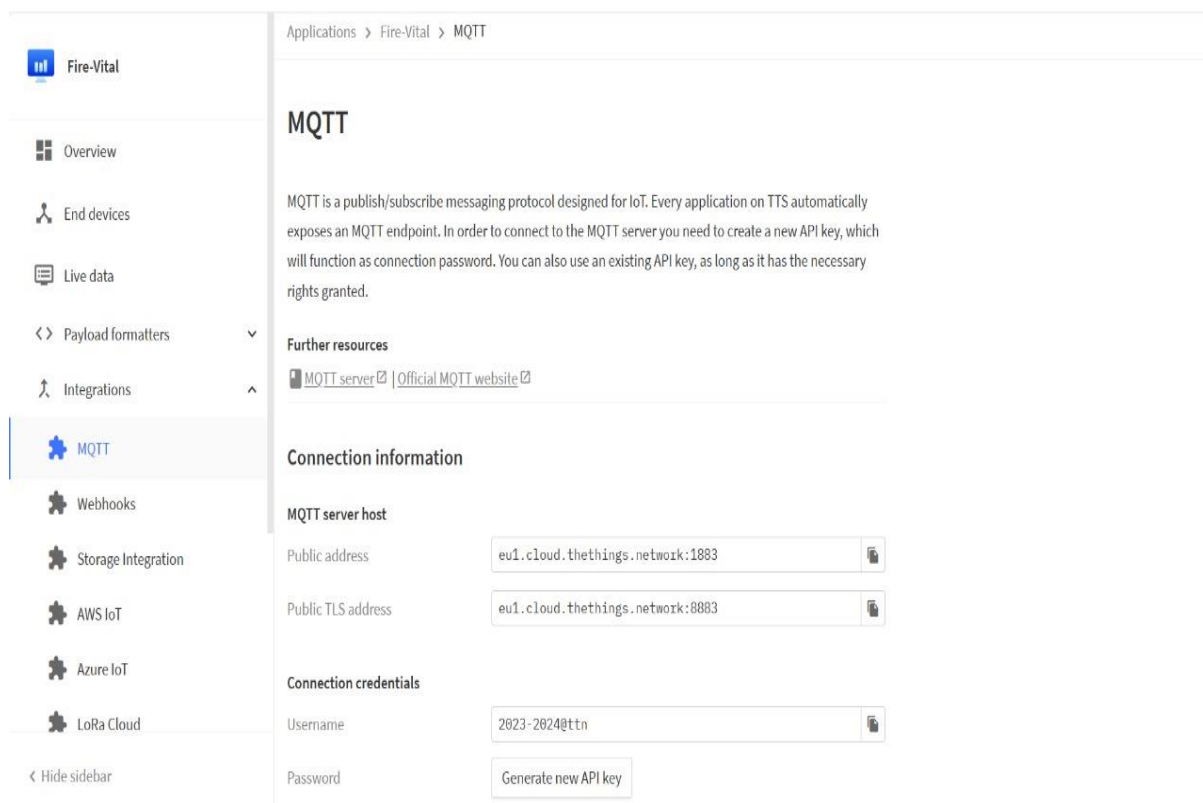 Fire-Vital
Overview
End devices
Live data
Payload formatters
Integrations
MQTT
Webhooks
Storage Integration
AWS IoT
Azure IoT
LoRa Cloud
Hide sidebar
Applications > Fire-Vital > MQTT
MQTT
MQTT is a publish/subscribe messaging protocol designed for IoT. Every application on TTS automatically
exposes an MQTT endpoint. In order to connect to the MQTT server you need to create a new API key, which
will function as connection password. You can also use an existing API key, as long as it has the necessary
rights granted.
Further resources
MQTT server | Official MQTT website
Connection information
MQTT server host
Public address eu1.cloud.thethings.network:1883
Public TLS address eu1.cloud.thethings.network:8883
Connection credentials
Username 2023-2024@ttn
Password Generate new API key